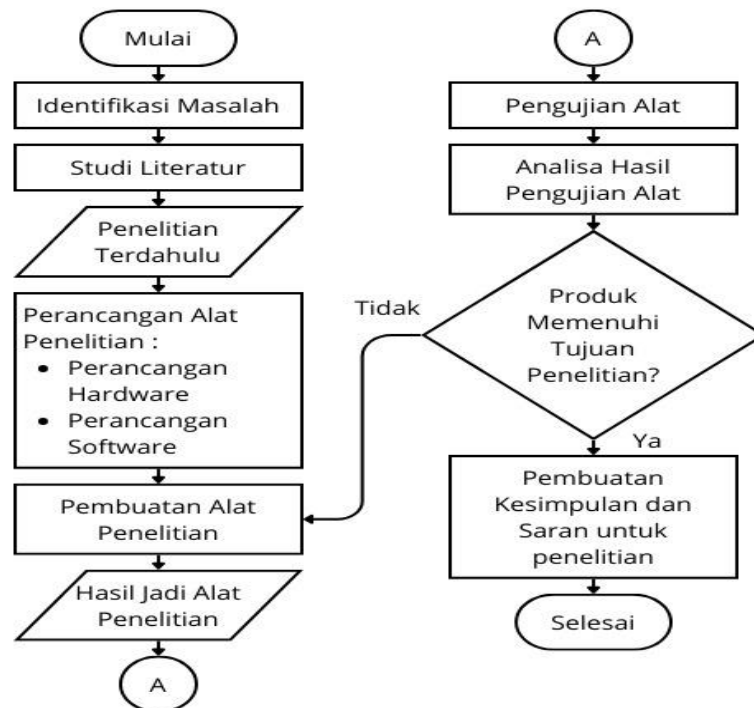 Mulai
Identifikasi Masalah
Studi Literatur
Penelitian
Terdahulu
Perancangan Alat
Penelitian :
• Perancangan
Hardware
• Perancangan
Software
Pembuatan Alat
Penelitian
Hasil Jadi Alat
Penelitian
A
A
Pengujian Alat
Analisa Hasil
Pengujian Alat
Produk
Memenuhi
Tujuan
Penelitian?
Tidak
Ya
Pembuatan
Kesimpulan dan
Saran untuk
penelitian
Selesai